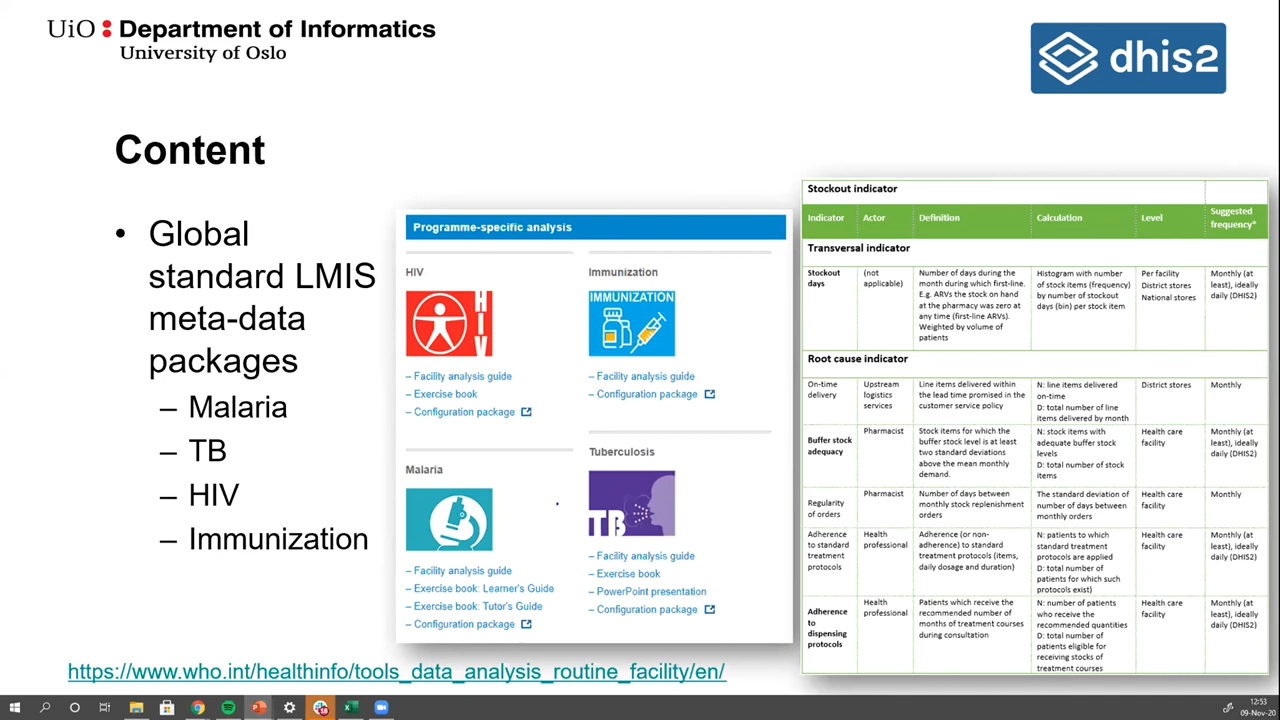 UiO : Department of Informatics
University of Oslo
dhis2
Content
• Global
standard LMIS
meta-data
packages
– Malaria
– TB
– HIV
– Immunization
Programme-specific analysis
HIV
HIV
– Facility analysis guide
– Exercise book
– Configuration package
Immunization
IMMUNIZATION
– Facility analysis guide
– Configuration package
Malaria
– Facility analysis guide
– Exercise book: Learner's Guide
– Exercise book: Tutor's Guide
– Configuration package
Tuberculosis
TB
– Facility analysis guide
– Exercise book
– PowerPoint presentation
– Configuration package
Stockout indicator
Indicator Actor Definition Calculation Level Suggested
frequency*
Transversal indicator
Stockout
days
(not
applicable)
Number of days during the
month during which first-line.
E.g. ARVs the stock on hand
at the pharmacy was zero at
any time (first-line ARVs).
Weighted by volume of
patients
Histogram with number
of stock items (frequency)
by number of stockout
days (bin) per stock item
Per facility
District stores
National stores
Monthly (at
least), ideally
daily (DHIS2)
Root cause indicator
On-time
delivery
Upstream
logistics
services
Line items delivered within
the lead time promised in the
customer service policy
N: line items delivered
on-time
D: total number of line
items delivered by month
District stores
Monthly
Buffer stock
adequacy
Pharmacist
Stock items for which the
buffer stock level is at least
two standard deviations
above the mean monthly
demand.
N: stock items with
adequate buffer stock
levels
D: total number of stock
items
Health care
facility
Monthly (at
least), ideally
daily (DHIS2)
Regularity
of orders
Pharmacist
Number of days between
monthly stock replenishment
orders
The standard deviation of
number of days between
monthly orders
Health care
facility
Monthly
Adherence
to standard
treatment
protocols
Health
professional
Adherence (or non-
adherence) to standard
treatment protocols (items,
daily dosage and duration)
N: patients to which
standard treatment
protocols are applied
D: total number of
patients for which such
protocols exist)
Health care
facility
Monthly (at
least), ideally
daily (DHIS2)
Adherence
to
dispensing
protocols
Health
professional
Patients which receive the
recommended number of
months of treatment courses
during consultation
N: number of patients
who receive the
recommended quantities
D: total number of
patients eligible for
receiving stocks of
treatment courses
Health care
facility
Monthly (at
least), ideally
daily (DHIS2)
https://www.who.int/healthinfo/tools_data_analysis_routine_facility/en/
12:53
09-Nov-20